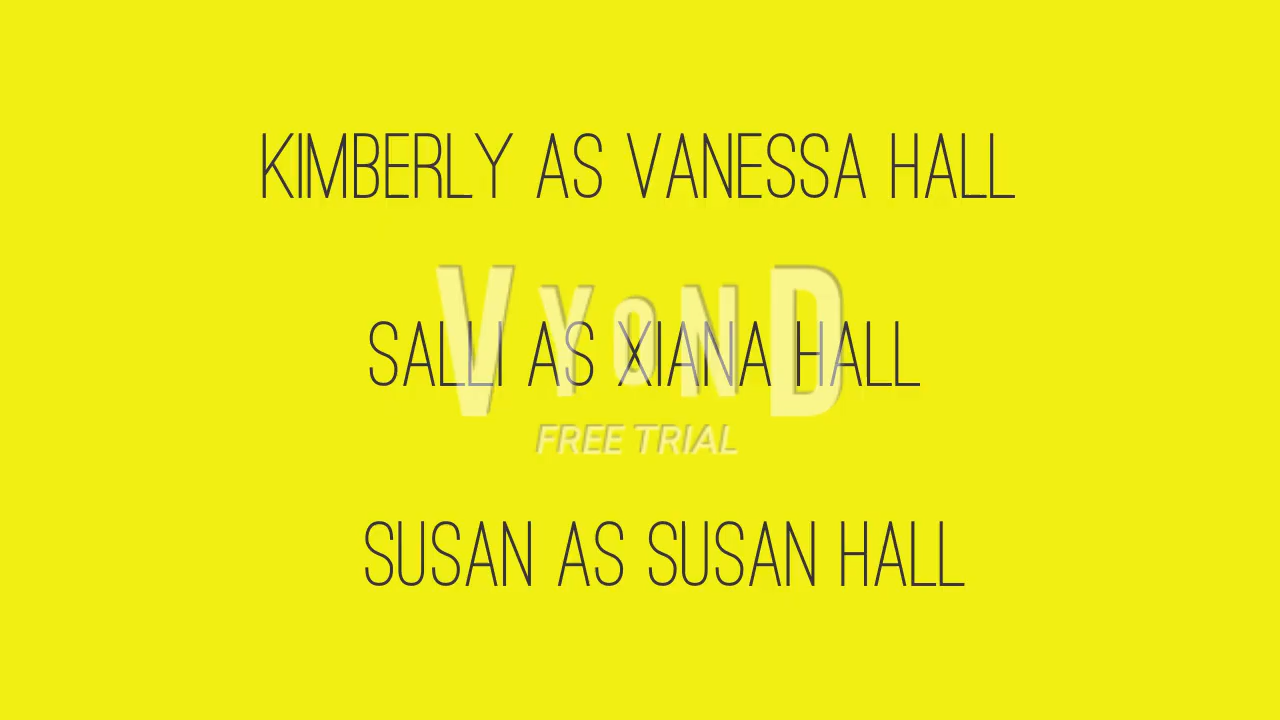 KIMBERLY AS VANESSA HALL
VYOND
SALLI AS XIANA HALL
FREE TRIAL
SUSAN AS SUSAN HALL